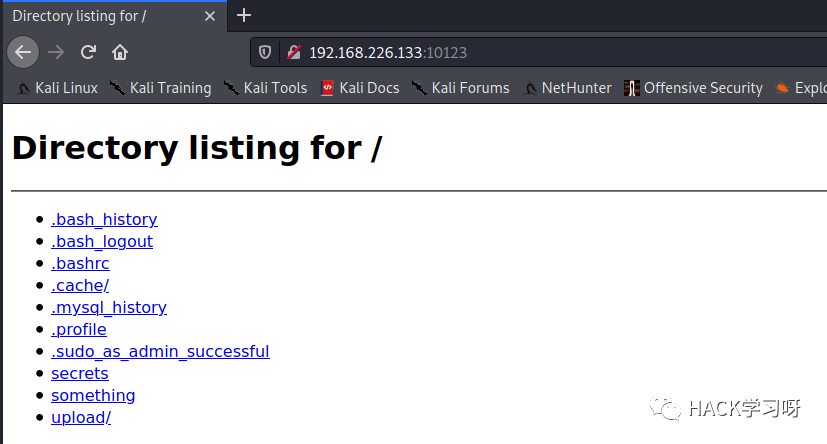 Directory listing for /
192.168.226.133:10123
Kali Linux Kali Training Kali Tools Kali Docs Kali Forums NetHunter Offensive Security Explo
Directory listing for /
.bash_history
.bash_logout
.bashrc
.cache/
.mysql_history
.profile
.sudo_as_admin_successful
secrets
something
upload/
HACK学习呀